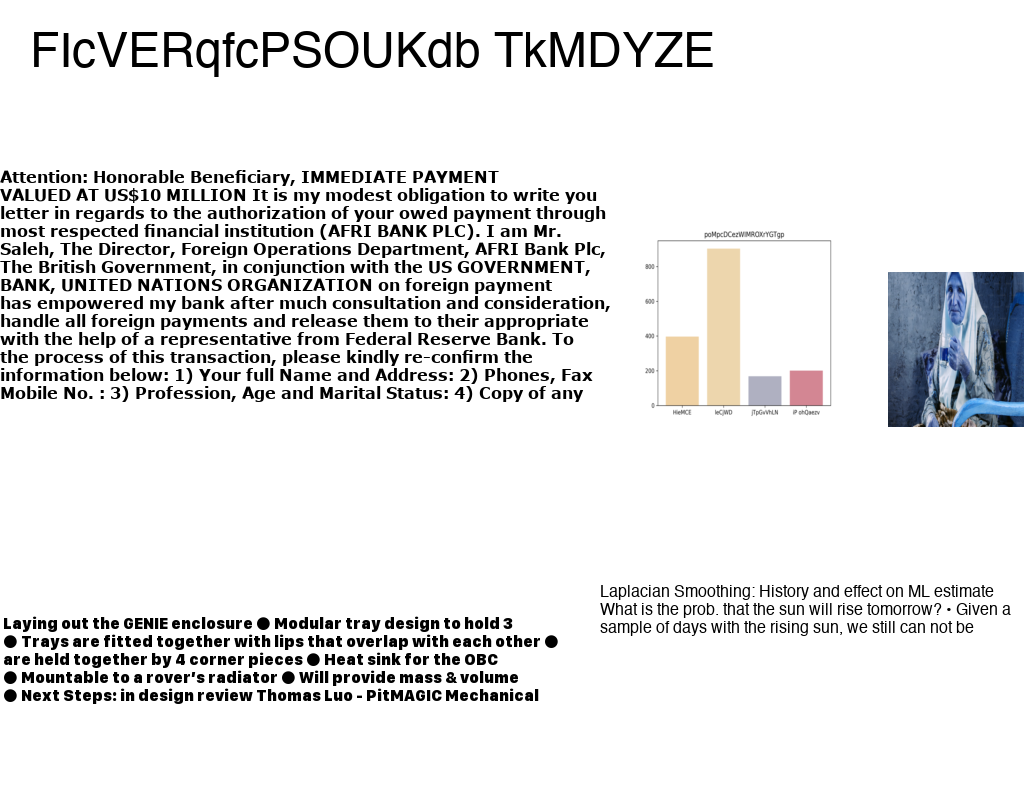 FIcVERqfcPSOUKdb TkMDYZE
Attention: Honorable Beneficiary, IMMEDIATE PAYMENT
VALUED AT US$10 MILLION It is my modest obligation to write you
letter in regards to the authorization of your owed payment through
most respected financial institution (AFRI BANK PLC). I am Mr.
Saleh, The Director, Foreign Operations Department, AFRI Bank Plc,
The British Government, in conjunction with the US GOVERNMENT,
BANK, UNITED NATIONS ORGANIZATION on foreign payment
has empowered my bank after much consultation and consideration,
handle all foreign payments and release them to their appropriate
with the help of a representative from Federal Reserve Bank. To
the process of this transaction, please kindly re-confirm the
information below: 1) Your full Name and Address: 2) Phones, Fax
Mobile No. : 3) Profession, Age and Marital Status: 4) Copy of any
poMpcDCezWIMROXrYGTgp
800
600
400
200
0
HieMCE IeCJWD JTpGvVhLN iP ohQaezv
Laplacian Smoothing: History and effect on ML estimate
What is the prob. that the sun will rise tomorrow? • Given a
sample of days with the rising sun, we still can not be
Laying out the GENIE enclosure ● Modular tray design to hold 3
● Trays are fitted together with lips that overlap with each other ●
are held together by 4 corner pieces ● Heat sink for the OBC
● Mountable to a rover’s radiator ● Will provide mass & volume
● Next Steps: in design review Thomas Luo - PitMAGIC Mechanical